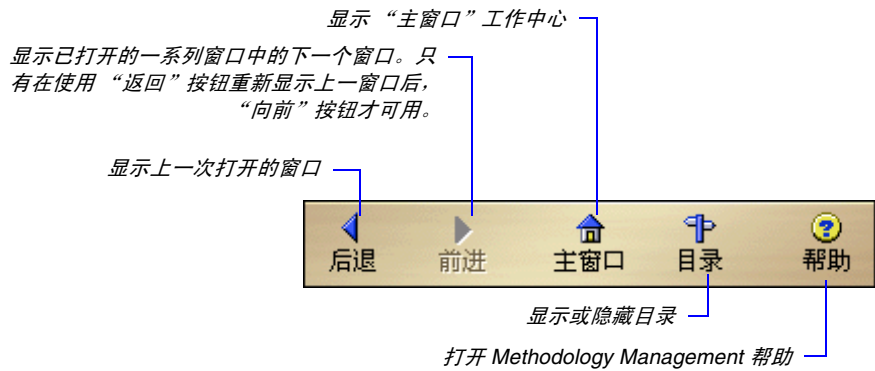 显示 “主窗口”工作中心
显示已打开的一系列窗口中的下一个窗口。只
有在使用 “返回”按钮重新显示上一窗口后，
“向前”按钮才可用。
显示上一次打开的窗口
后退
前进
主窗口
目录
帮助
显示或隐藏目录
打开 Methodology Management 帮助